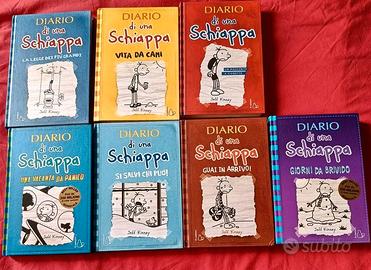 DIARIO
di una
Schiappa
LA LEGGE DEI PIÙ GRANDI
Jeff Kinney
DIARIO
di una
Schiappa
VITA DA CANI
Jeff Kinney
DIARIO
di una
Schiappa
Jeff Kinney
DIARIO
di una
Schiappa
UNA VACANZA DA PANICO
Jeff Kinney
DIARIO
di una
Schiappa
SI SALVI CHI PUÒ!
Jeff Kinney
DIARIO
di una
Schiappa
GUAI IN ARRIVO!
Jeff Kinney
DIARIO
di una
Schiappa
GIORNI DA BRIVIDO
Jeff Kinney
subito